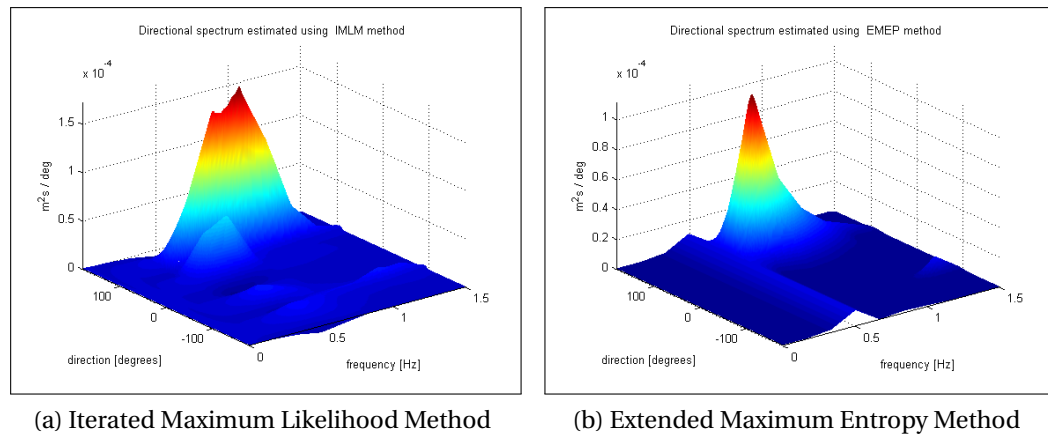 Directional spectrum estimated using IMLM method
x 10⁻⁴
1.5
1
0.5
0
m²s / deg
100
0
-100
direction [degrees]
0
0.5
1
1.5
frequency [Hz]
(a) Iterated Maximum Likelihood Method
Directional spectrum estimated using EMEP method
x 10⁻⁴
1
0.8
0.6
0.4
0.2
0
m²s / deg
100
0
-100
direction [degrees]
0
0.5
1
1.5
frequency [Hz]
(b) Extended Maximum Entropy Method